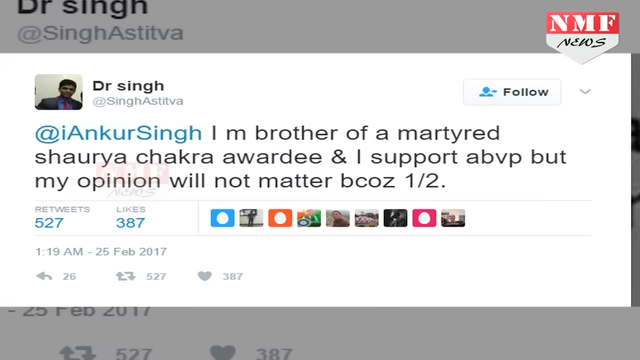 Dr singh
@SinghAstitva
NMF
NEWS
Dr singh
@SinghAstitva
Follow
@iAnkurSingh I m brother of a martyred
shaurya chakra awardee & I support abvp but
my opinion will not matter bcoz 1/2.
NMF
NEWS
RETWEETS
527
LIKES
387
1:19 AM - 25 Feb 2017
26
527
387
- 25 Feb 2017
527
387